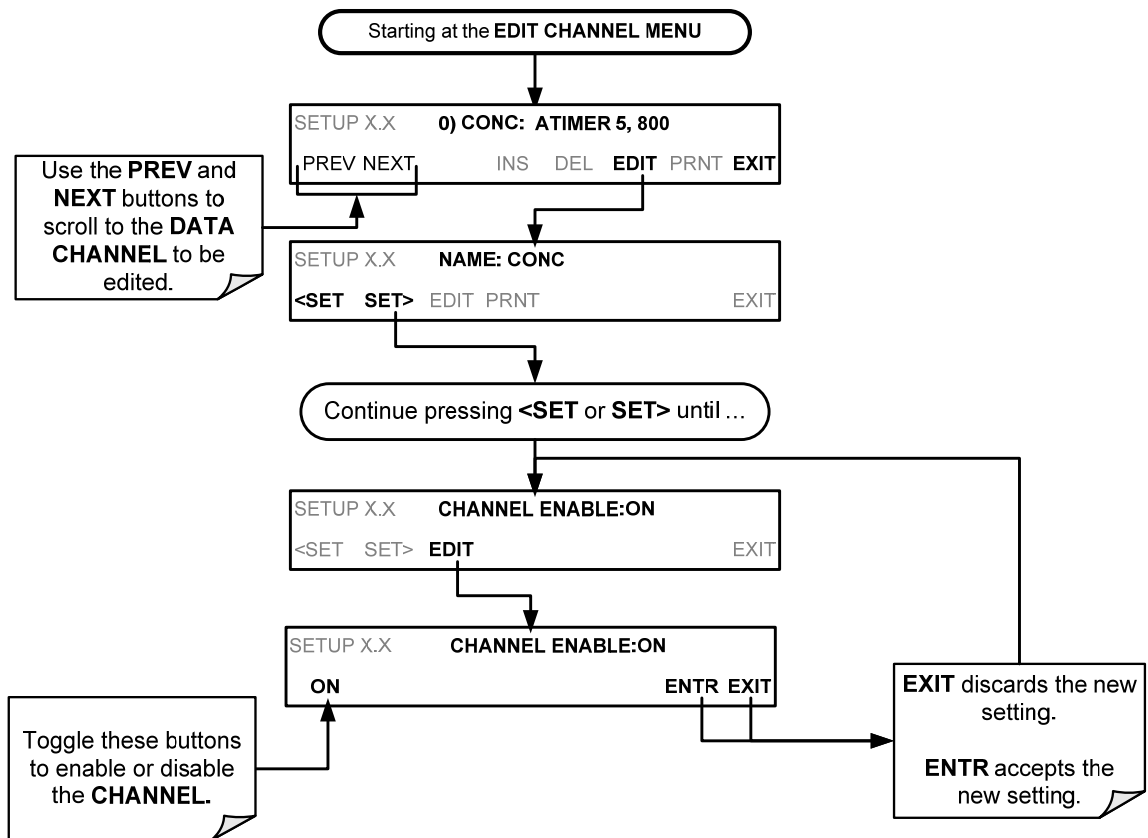 Starting at the EDIT CHANNEL MENU
SETUP X.X 0) CONC: ATIMER 5, 800
PREV NEXT INS DEL EDIT PRNT EXIT
Use the PREV and
NEXT buttons to
scroll to the DATA
CHANNEL to be
edited.
SETUP X.X NAME: CONC
<SET SET> EDIT PRNT EXIT
Continue pressing <SET or SET> until ...
SETUP X.X CHANNEL ENABLE:ON
<SET SET> EDIT EXIT
SETUP X.X CHANNEL ENABLE:ON
ON ENTR EXIT
Toggle these buttons
to enable or disable
the CHANNEL.
EXIT discards the new
setting.
ENTR accepts the
new setting.